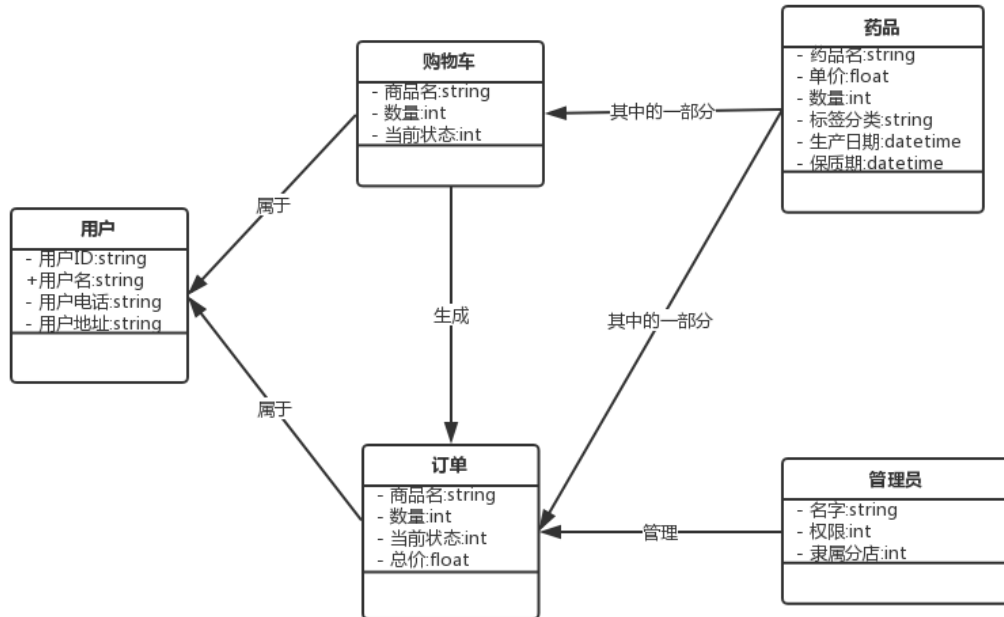 药品
- 药品名:string
- 单价:float
- 数量:int
- 标签分类:string
- 生产日期:datetime
- 保质期:datetime
购物车
- 商品名:string
- 数量:int
- 当前状态:int
其中的一部分
属于
用户
- 用户ID:string
+用户名:string
- 用户电话:string
- 用户地址:string
生成
其中的一部分
属于
订单
- 商品名:string
- 数量:int
- 当前状态:int
- 总价:float
管理
管理员
- 名字:string
- 权限:int
- 隶属分店:int